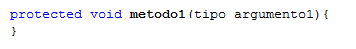 protected void metodo1(tipo argumento1){
}